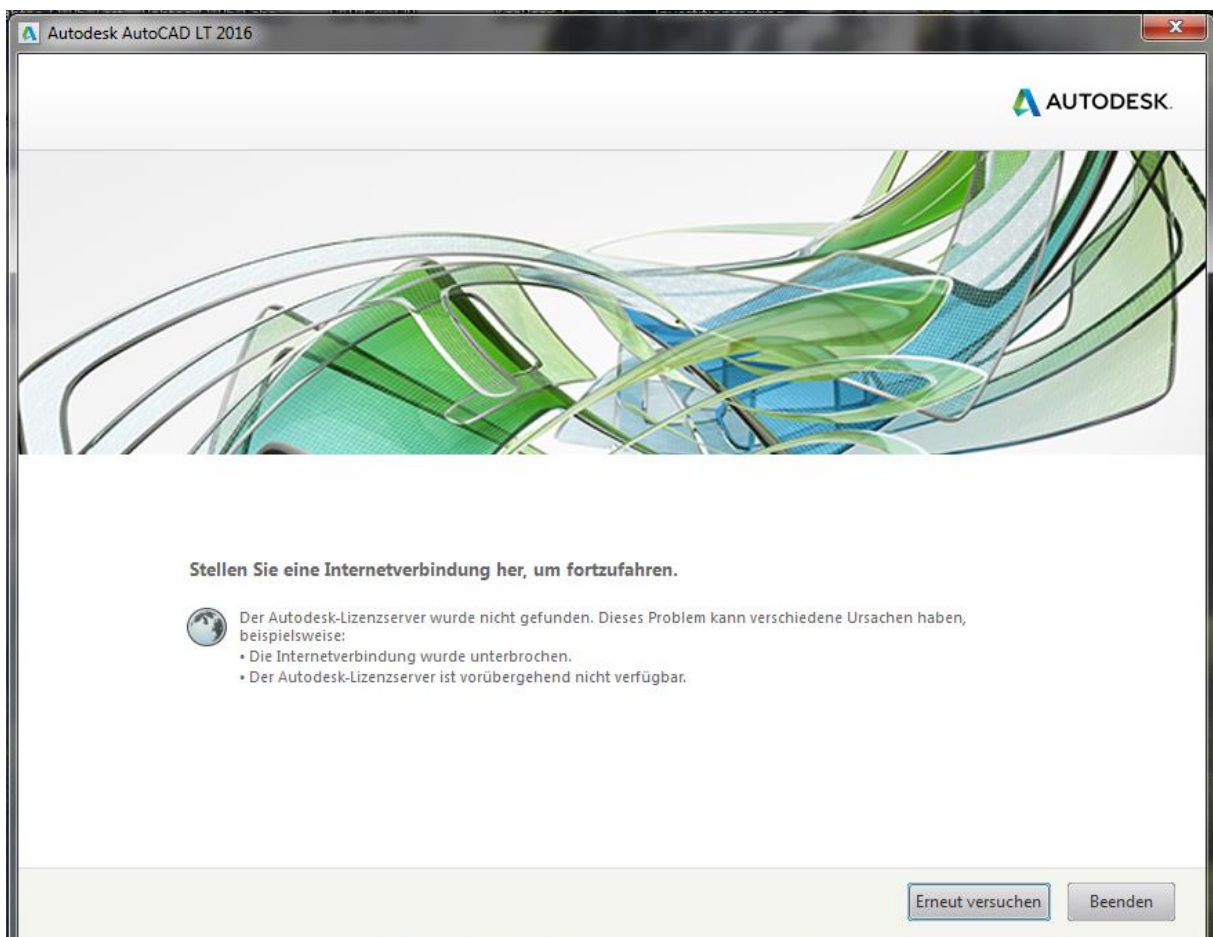 Autodesk AutoCAD LT 2016
AUTODESK.
Stellen Sie eine Internetverbindung her, um fortzufahren.
Der Autodesk-Lizenzserver wurde nicht gefunden. Dieses Problem kann verschiedene Ursachen haben,
beispielsweise:
• Die Internetverbindung wurde unterbrochen.
• Der Autodesk-Lizenzserver ist vorübergehend nicht verfügbar.
Erneut versuchen
Beenden